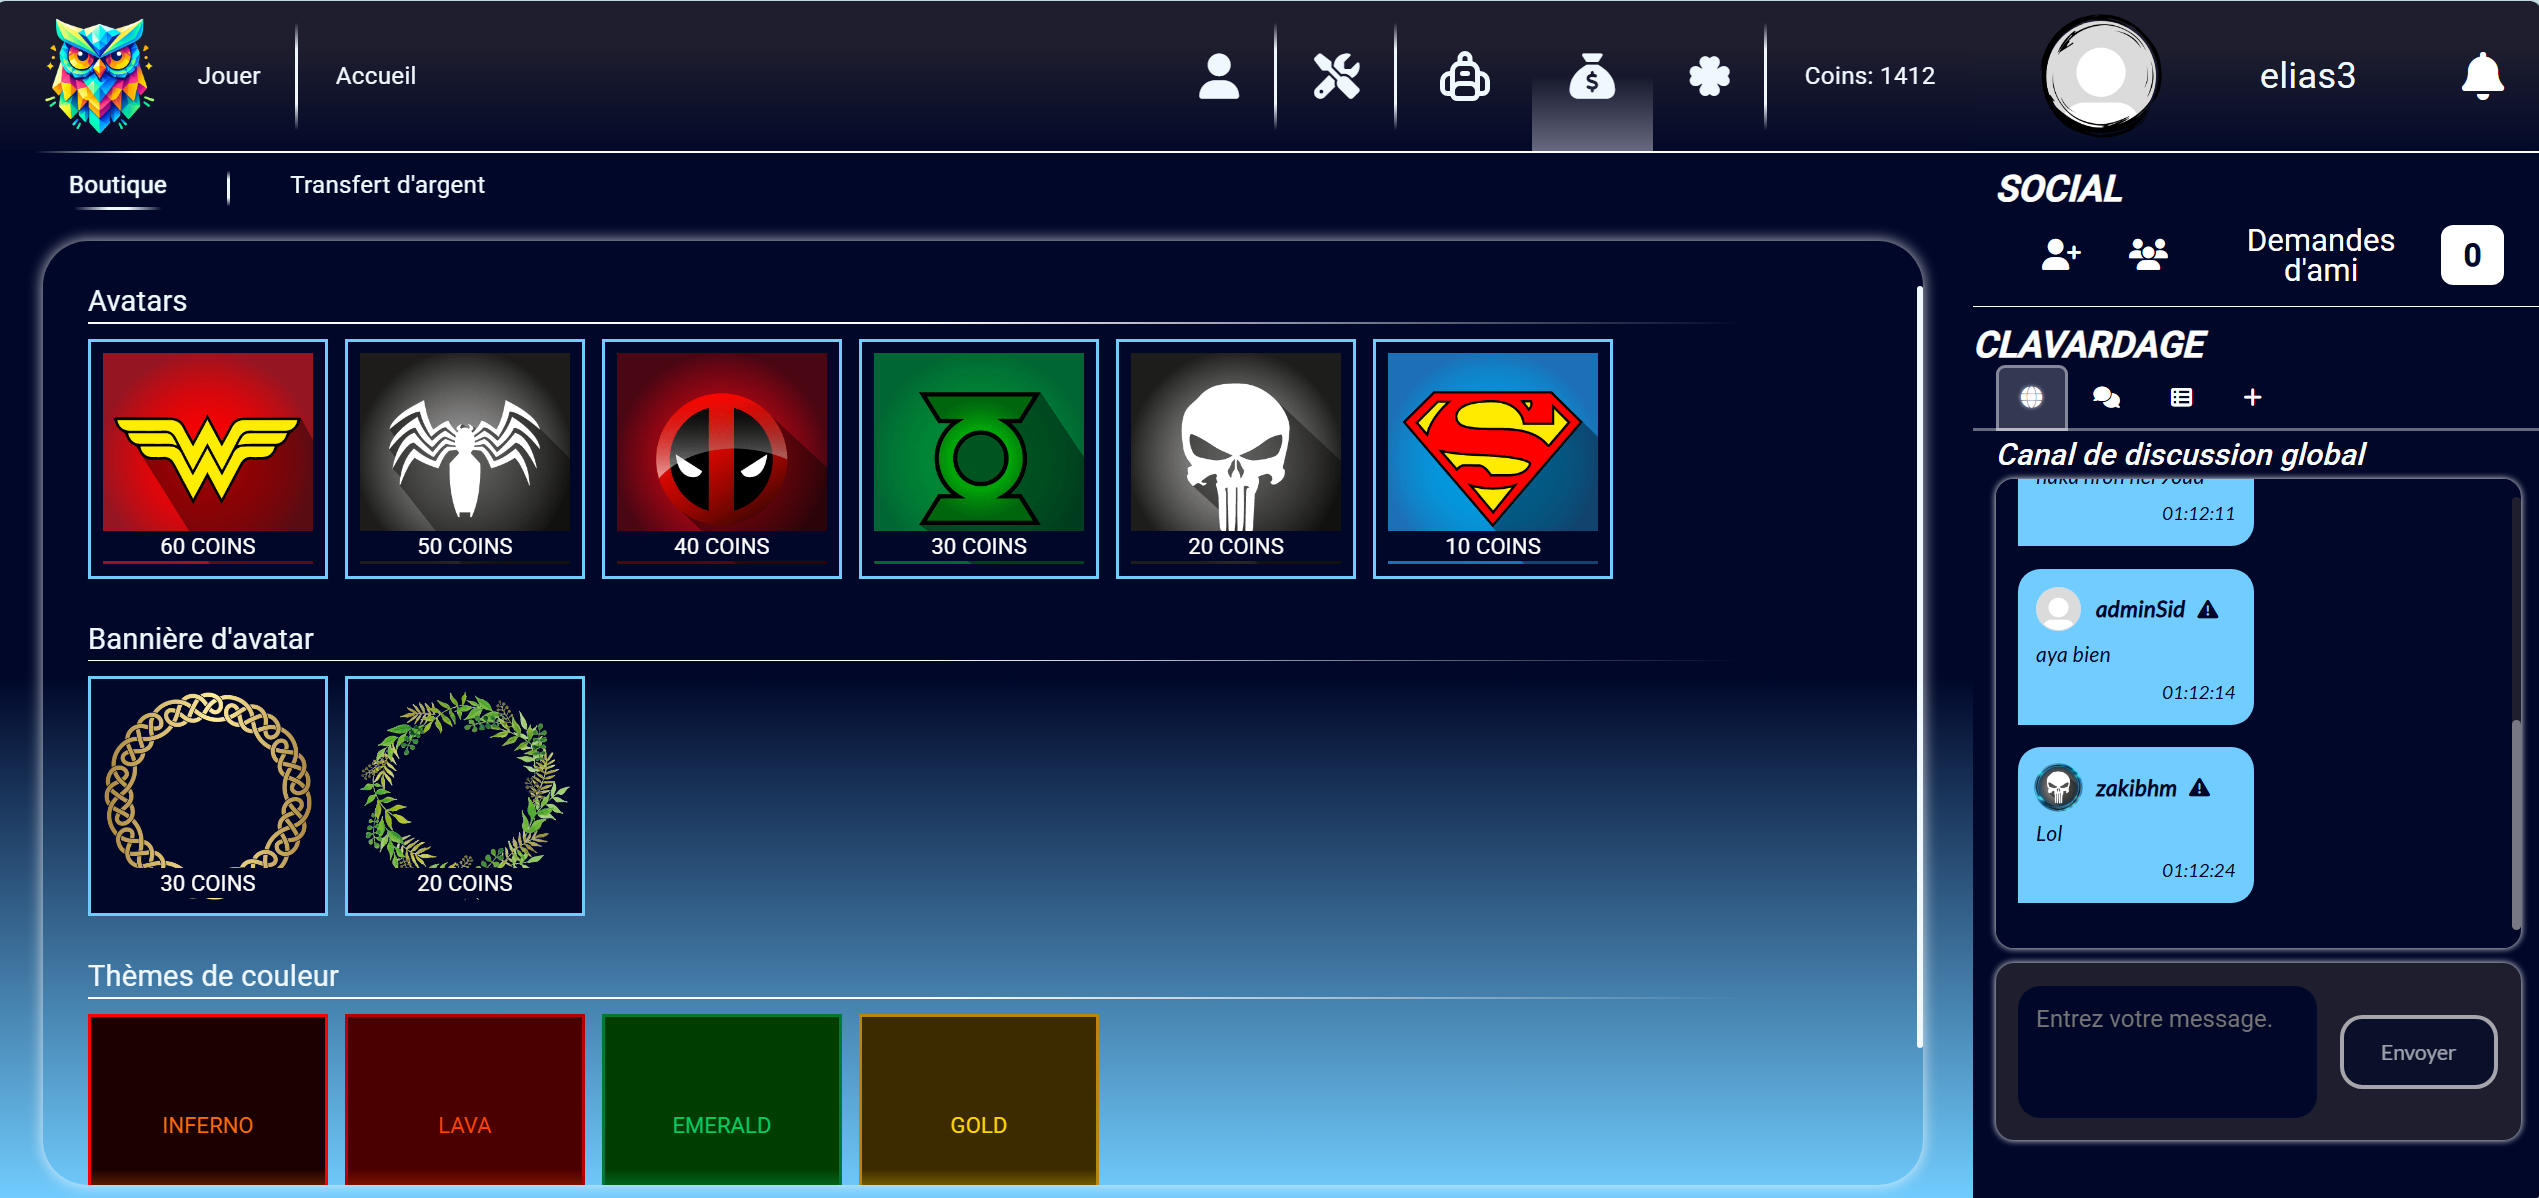 Jouer
Accueil
Coins: 1412
elias3
Boutique
Transfert d'argent
Avatars
60 COINS
50 COINS
40 COINS
30 COINS
20 COINS
10 COINS
Bannière d'avatar
30 COINS
20 COINS
Thèmes de couleur
INFERNO
LAVA
EMERALD
GOLD
SOCIAL
Demandes
d'ami
0
CLAVARDAGE
Canal de discussion global
01:12:11
adminSid
aya bien
01:12:14
zakibhm
Lol
01:12:24
Entrez votre message.
Envoyer